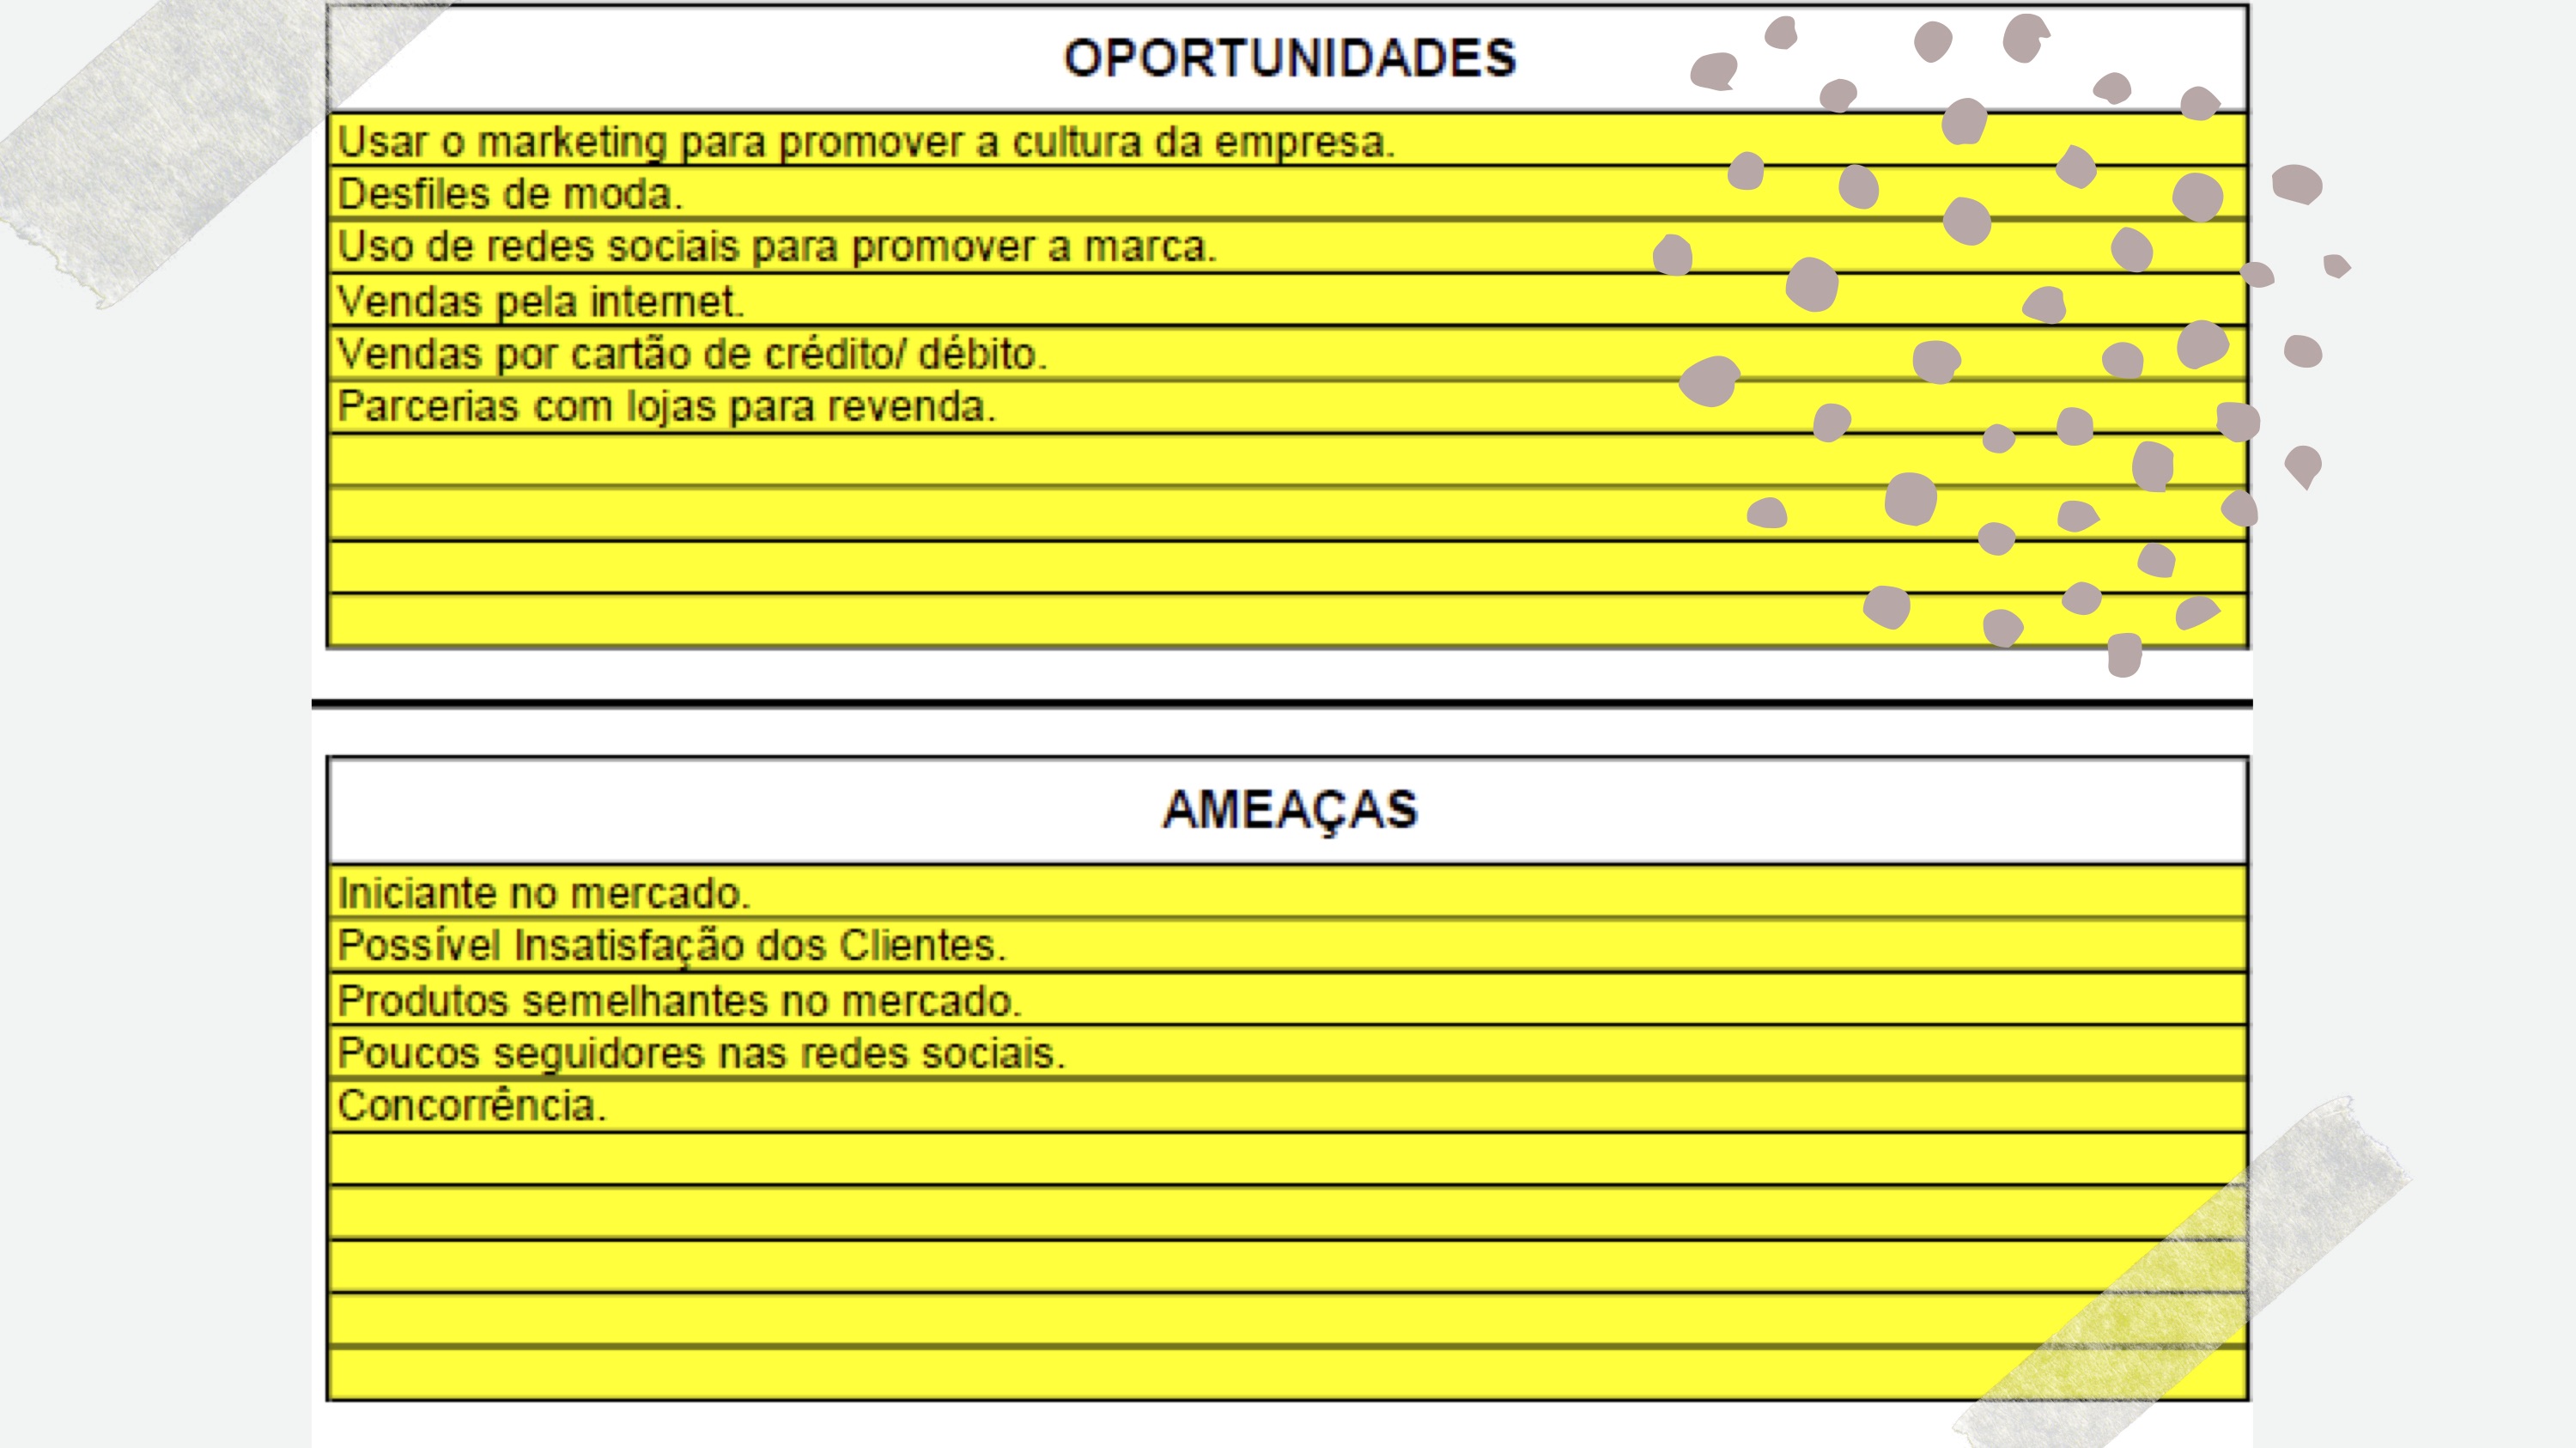 OPORTUNIDADES
Usar o marketing para promover a cultura da empresa.
Desfiles de moda.
Uso de redes sociais para promover a marca.
Vendas pela internet.
Vendas por cartão de crédito/ débito.
Parcerias com lojas para revenda.
AMEAÇAS
Iniciante no mercado.
Possível Insatisfação dos Clientes.
Produtos semelhantes no mercado.
Poucos seguidores nas redes sociais.
Concorrência.